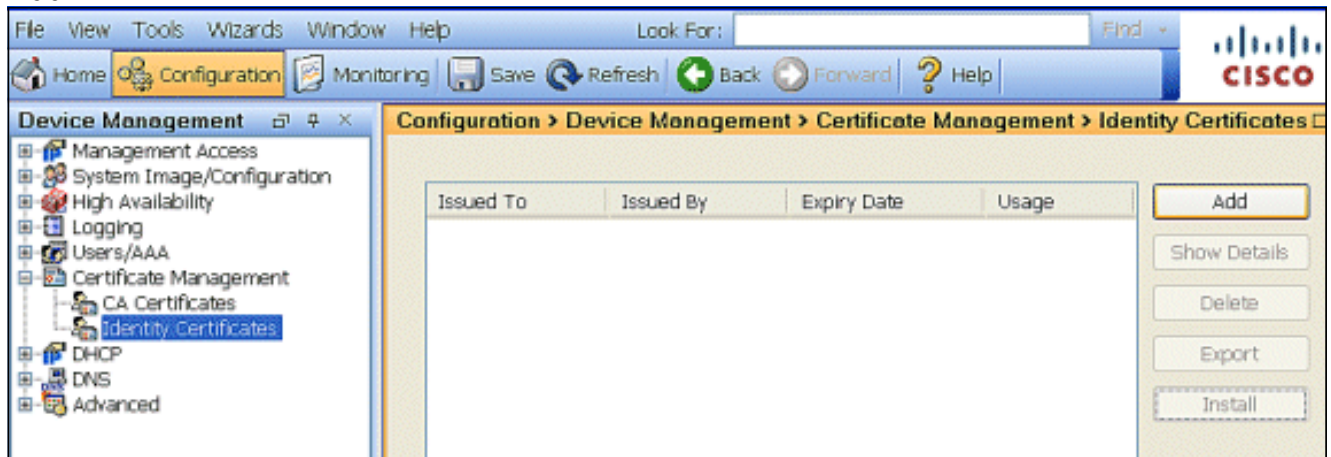 File View Tools Wizards Window Help Look For: Find
Home Configuration Monitoring Save Refresh Back Forward Help
CISCO
Device Management
Configuration > Device Management > Certificate Management > Identity Certificates
Management Access
System Image/Configuration
High Availability
Logging
Users/AAA
Certificate Management
CA Certificates
Identity Certificates
DHCP
DNS
Advanced
Issued To Issued By Expiry Date Usage
Add
Show Details
Delete
Export
Install